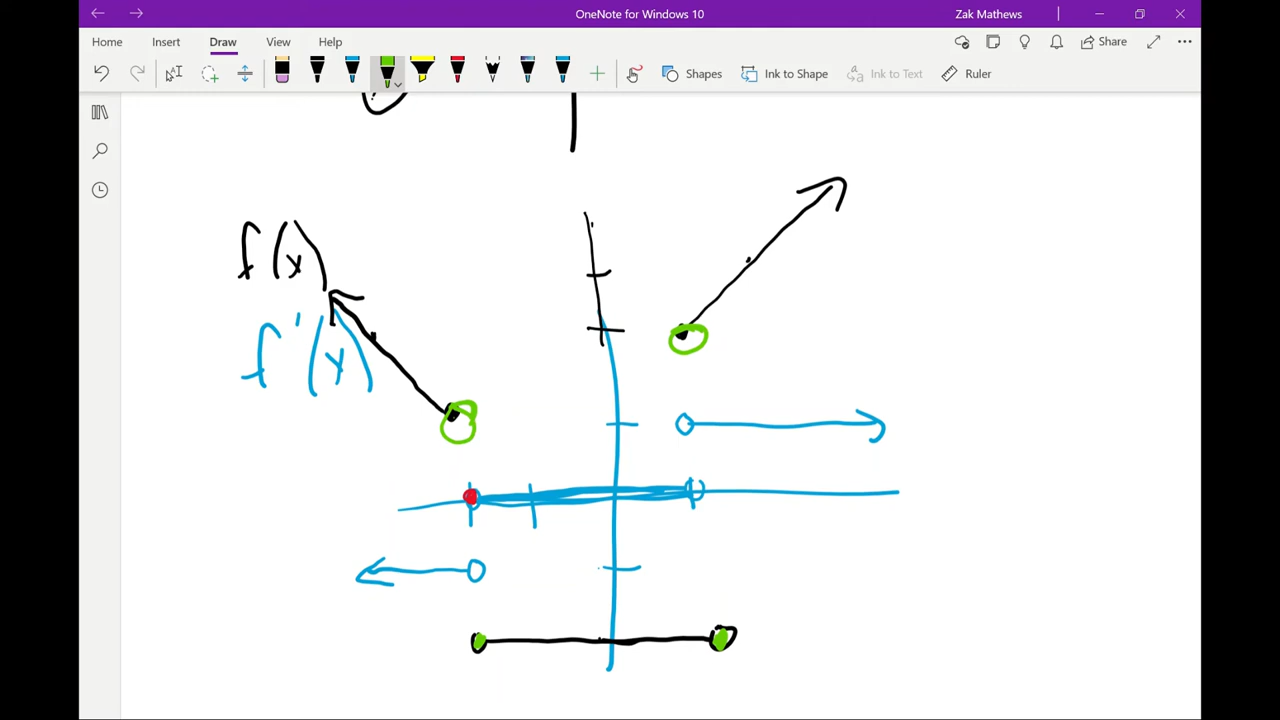 OneNote for Windows 10
Zak Mathews
Home Insert Draw View Help
Share
Shapes Ink to Shape Ink to Text Ruler
f(x)
f'(x)